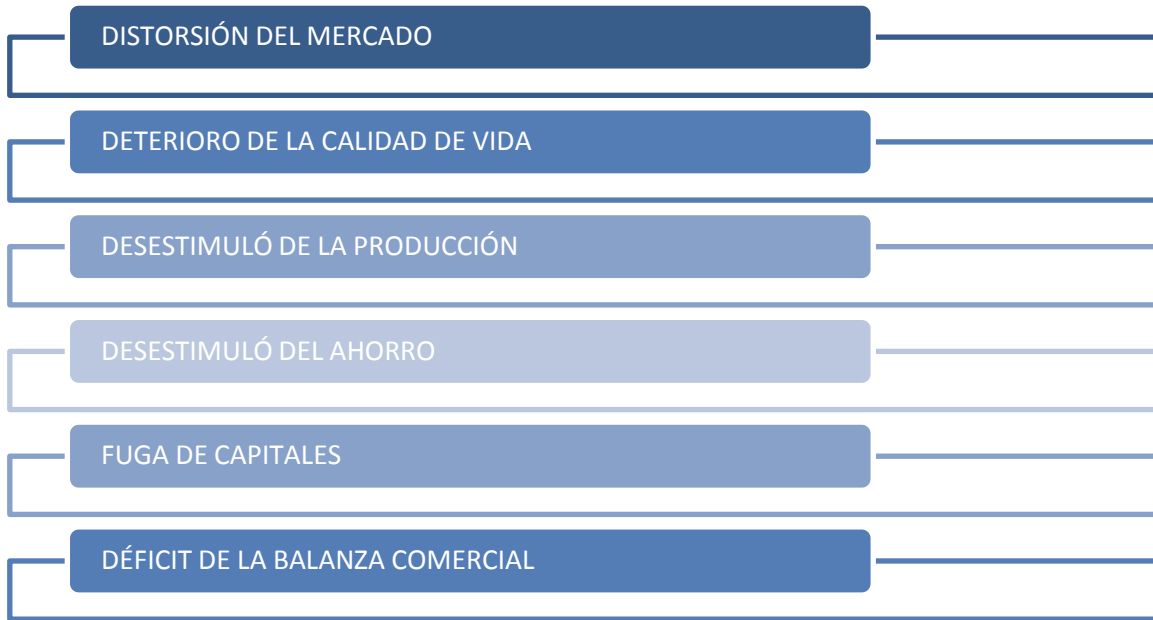 DISTORSIÓN DEL MERCADO
DETERIORO DE LA CALIDAD DE VIDA
DESESTIMULÓ DE LA PRODUCCIÓN
DESESTIMULÓ DEL AHORRO
FUGA DE CAPITALES
DÉFICIT DE LA BALANZA COMERCIAL